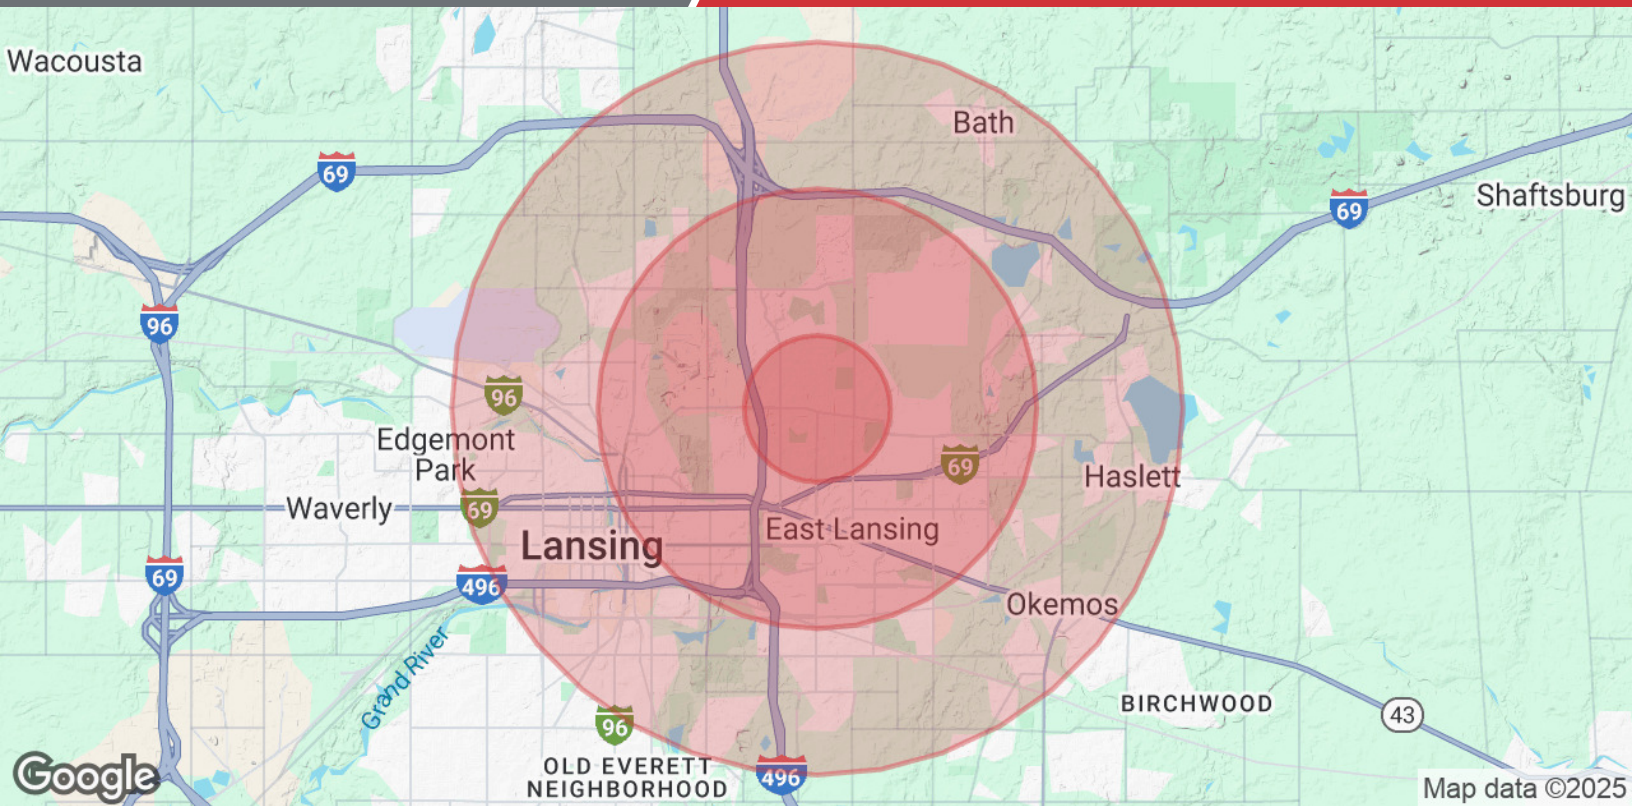 Wacousta
Bath
69
Shaftsburg
69
96
96
Edgemont
Park
69
Haslett
Waverly
69
East Lansing
Lansing
69
496
Okemos
Grand River
BIRCHWOOD
43
96
OLD EVERETT
NEIGHBORHOOD
496
Google
Map data ©2025